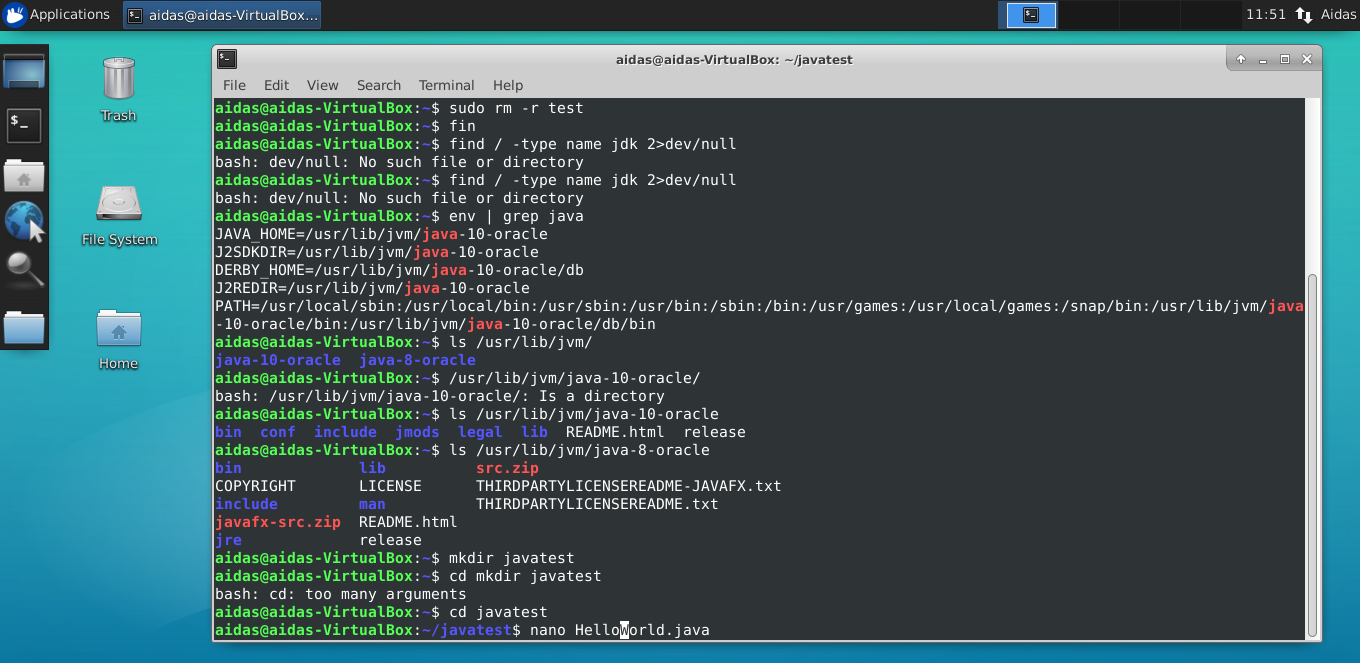 Applications
aidas@aidas-VirtualBox...
11:51
Aidas
Trash
File System
Home
aidas@aidas-VirtualBox: ~/javatest
File Edit View Search Terminal Help
aidas@aidas-VirtualBox:~$ sudo rm -r test
aidas@aidas-VirtualBox:~$ fin
aidas@aidas-VirtualBox:~$ find / -type name jdk 2>dev/null
bash: dev/null: No such file or directory
aidas@aidas-VirtualBox:~$ find / -type name jdk 2>dev/null
bash: dev/null: No such file or directory
aidas@aidas-VirtualBox:~$ env | grep java
JAVA_HOME=/usr/lib/jvm/java-10-oracle
J2SDKDIR=/usr/lib/jvm/java-10-oracle
DERBY_HOME=/usr/lib/jvm/java-10-oracle/db
J2REDIR=/usr/lib/jvm/java-10-oracle
PATH=/usr/local/sbin:/usr/local/bin:/usr/sbin:/usr/bin:/sbin:/bin:/usr/games:/usr/local/games:/snap/bin:/usr/lib/jvm/java
-10-oracle/bin:/usr/lib/jvm/java-10-oracle/db/bin
aidas@aidas-VirtualBox:~$ ls /usr/lib/jvm/
java-10-oracle  java-8-oracle
aidas@aidas-VirtualBox:~$ /usr/lib/jvm/java-10-oracle/
bash: /usr/lib/jvm/java-10-oracle/: Is a directory
aidas@aidas-VirtualBox:~$ ls /usr/lib/jvm/java-10-oracle
bin  conf  include  jmods  legal  lib  README.html  release
aidas@aidas-VirtualBox:~$ ls /usr/lib/jvm/java-8-oracle
bin             lib          src.zip
COPYRIGHT       LICENSE      THIRDPARTYLICENSEREADME-JAVAFX.txt
include         man          THIRDPARTYLICENSEREADME.txt
javafx-src.zip  README.html
jre             release
aidas@aidas-VirtualBox:~$ mkdir javatest
aidas@aidas-VirtualBox:~$ cd mkdir javatest
bash: cd: too many arguments
aidas@aidas-VirtualBox:~$ cd javatest
aidas@aidas-VirtualBox:~/javatest$ nano HelloWorld.java